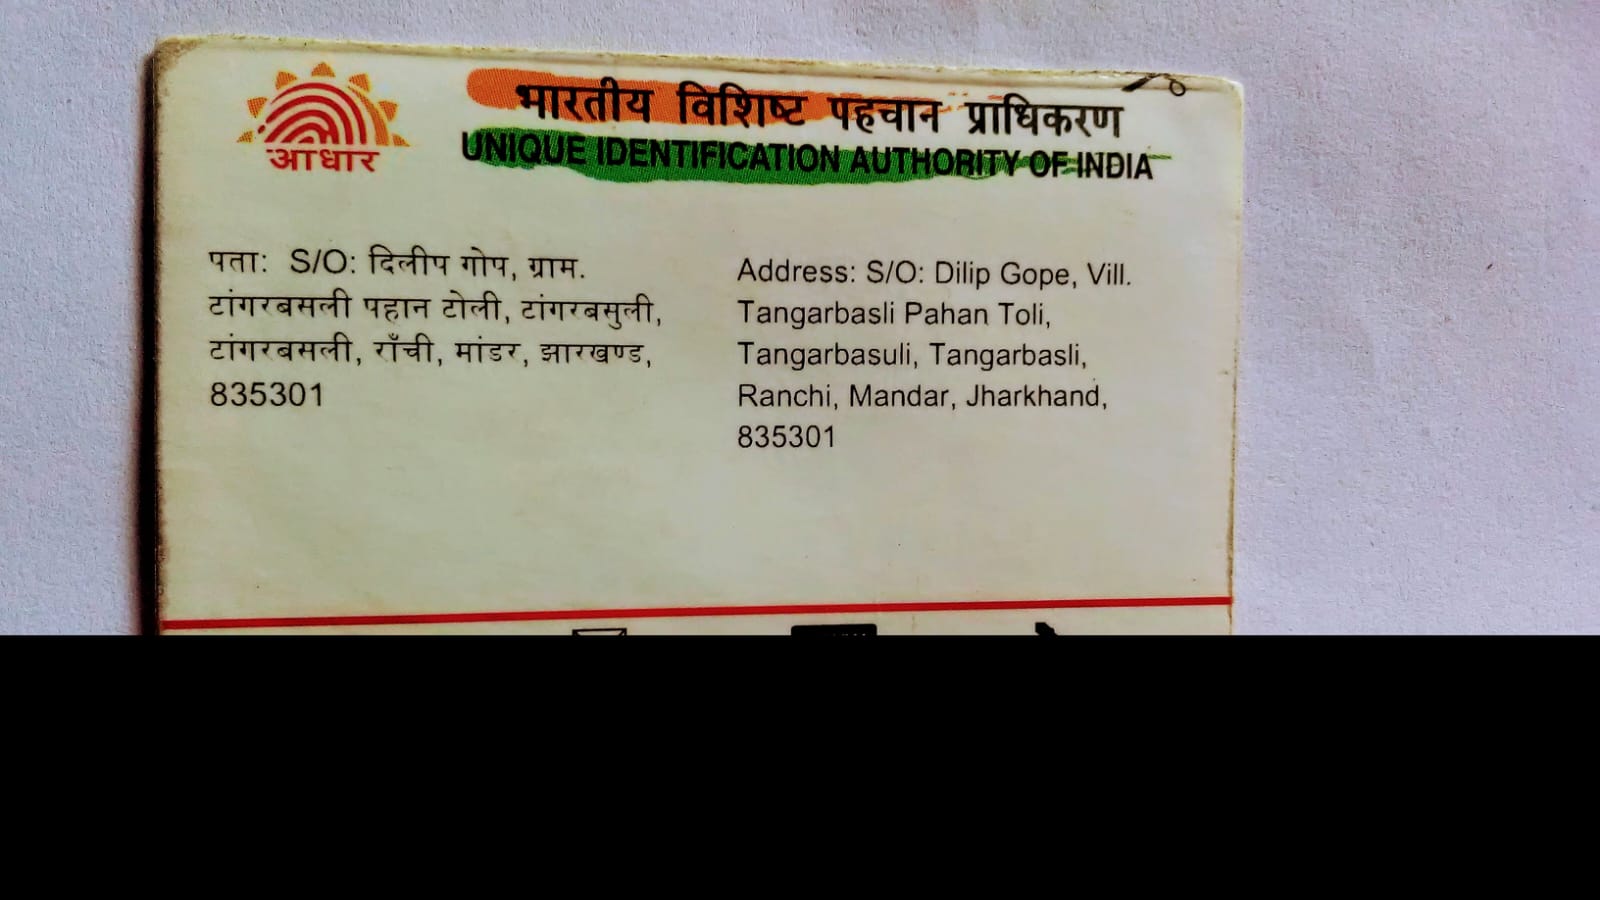 भारतीय विशिष्ट पहचान प्राधिकरण
UNIQUE IDENTIFICATION AUTHORITY OF INDIA
आधार
पता: S/O: दिलीप गोप, ग्राम.
टांगरबसली पहान टोली, टांगरबसुली,
टांगरबसली, राँची, मांडर, झारखण्ड,
835301
Address: S/O: Dilip Gope, Vill.
Tangarbasli Pahan Toli,
Tangarbasuli, Tangarbasli,
Ranchi, Mandar, Jharkhand,
835301